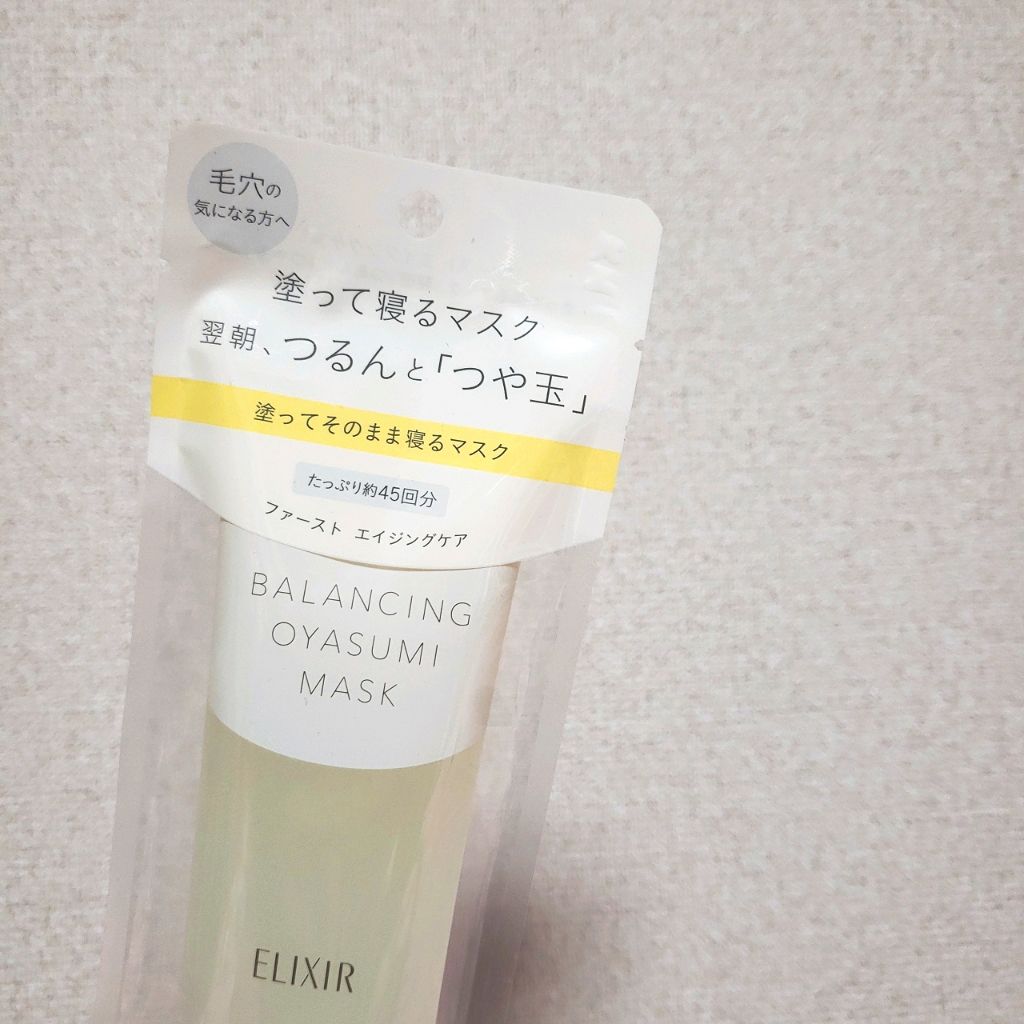 毛穴の
気になる方へ
塗って寝るマスク
翌朝、つるんと「つや玉」
塗ってそのまま寝るマスク
たっぷり約45回分
ファースト エイジングケア
BALANCING
OYASUMI
MASK
ELIXIR